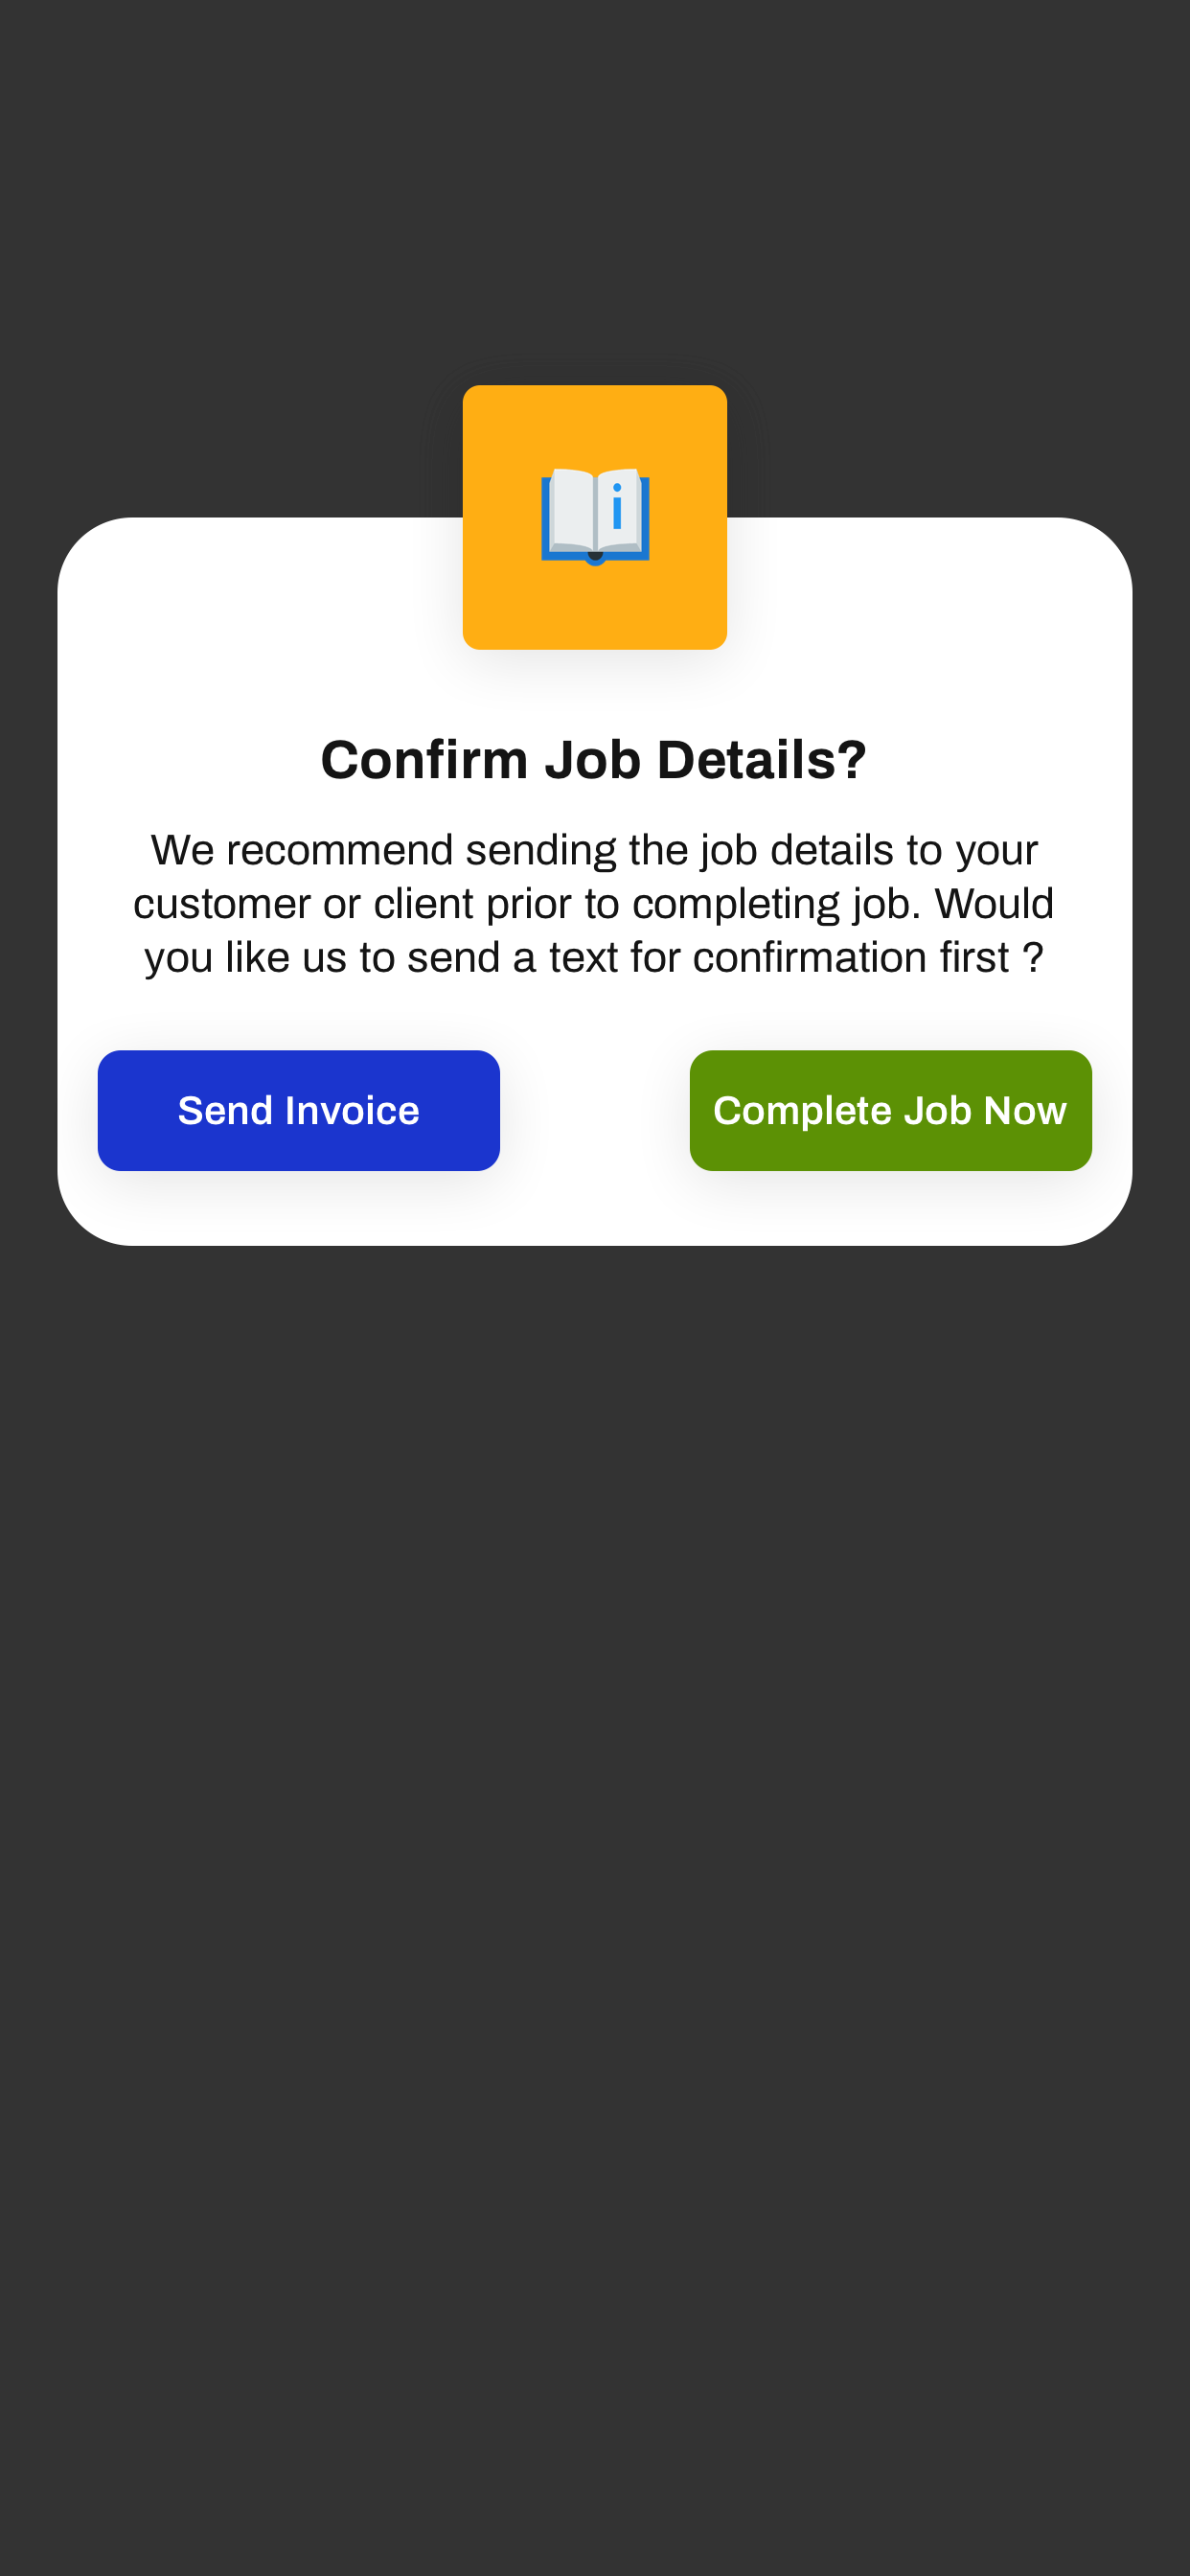 i
Confirm Job Details?
We recommend sending the job details to your
customer or client prior to completing job. Would
you like us to send a text for confirmation first ?
Send Invoice
Complete Job Now